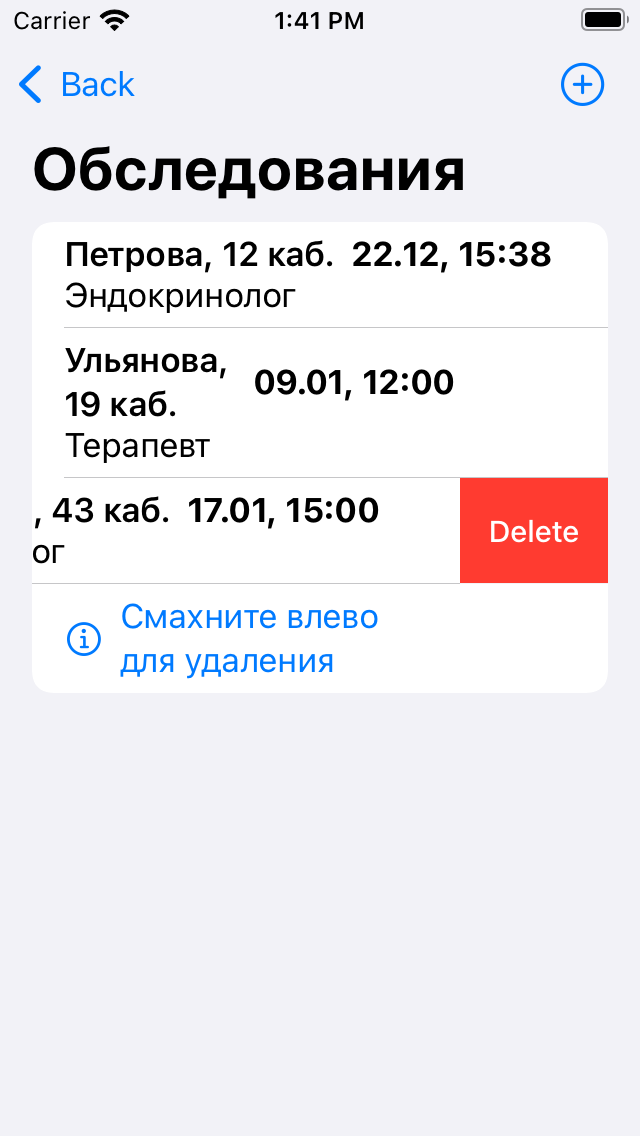 Carrier 1:41 PM
Back
Обследования
Петрова, 12 каб. 22.12, 15:38
Эндокринолог
Ульянова,
19 каб.
09.01, 12:00
Терапевт
, 43 каб. 17.01, 15:00
Delete
ог
Смахните влево
для удаления